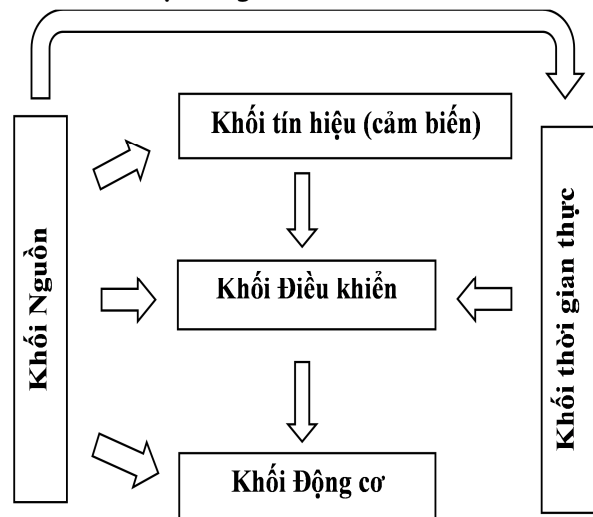 Khối tín hiệu (cảm biến)
Khối Nguồn
Khối Điều khiển
Khối thời gian thực
Khối Động cơ